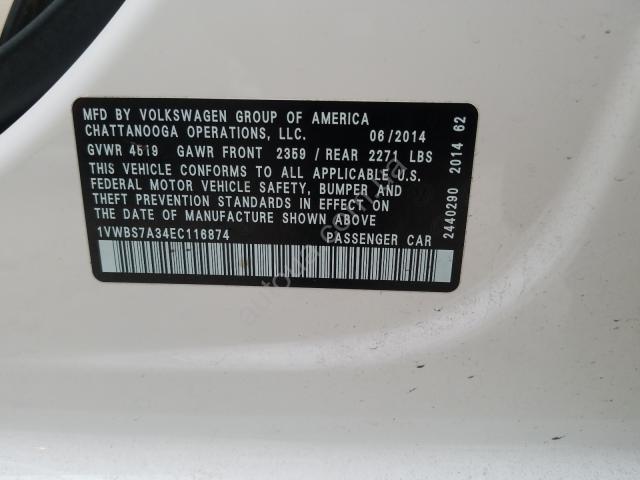 MFD BY VOLKSWAGEN GROUP OF AMERICA
CHATTANOOGA OPERATIONS, LLC. 06/2014
GVWR 4519 GAWR FRONT 2359 / REAR 2271 LBS
THIS VEHICLE CONFORMS TO ALL APPLICABLE U.S.
FEDERAL MOTOR VEHICLE SAFETY, BUMPER AND
THEFT PREVENTION STANDARDS IN EFFECT ON
THE DATE OF MANUFACTURE SHOWN ABOVE
1VWBS7A34EC116874 PASSENGER CAR
2440290 2014 62